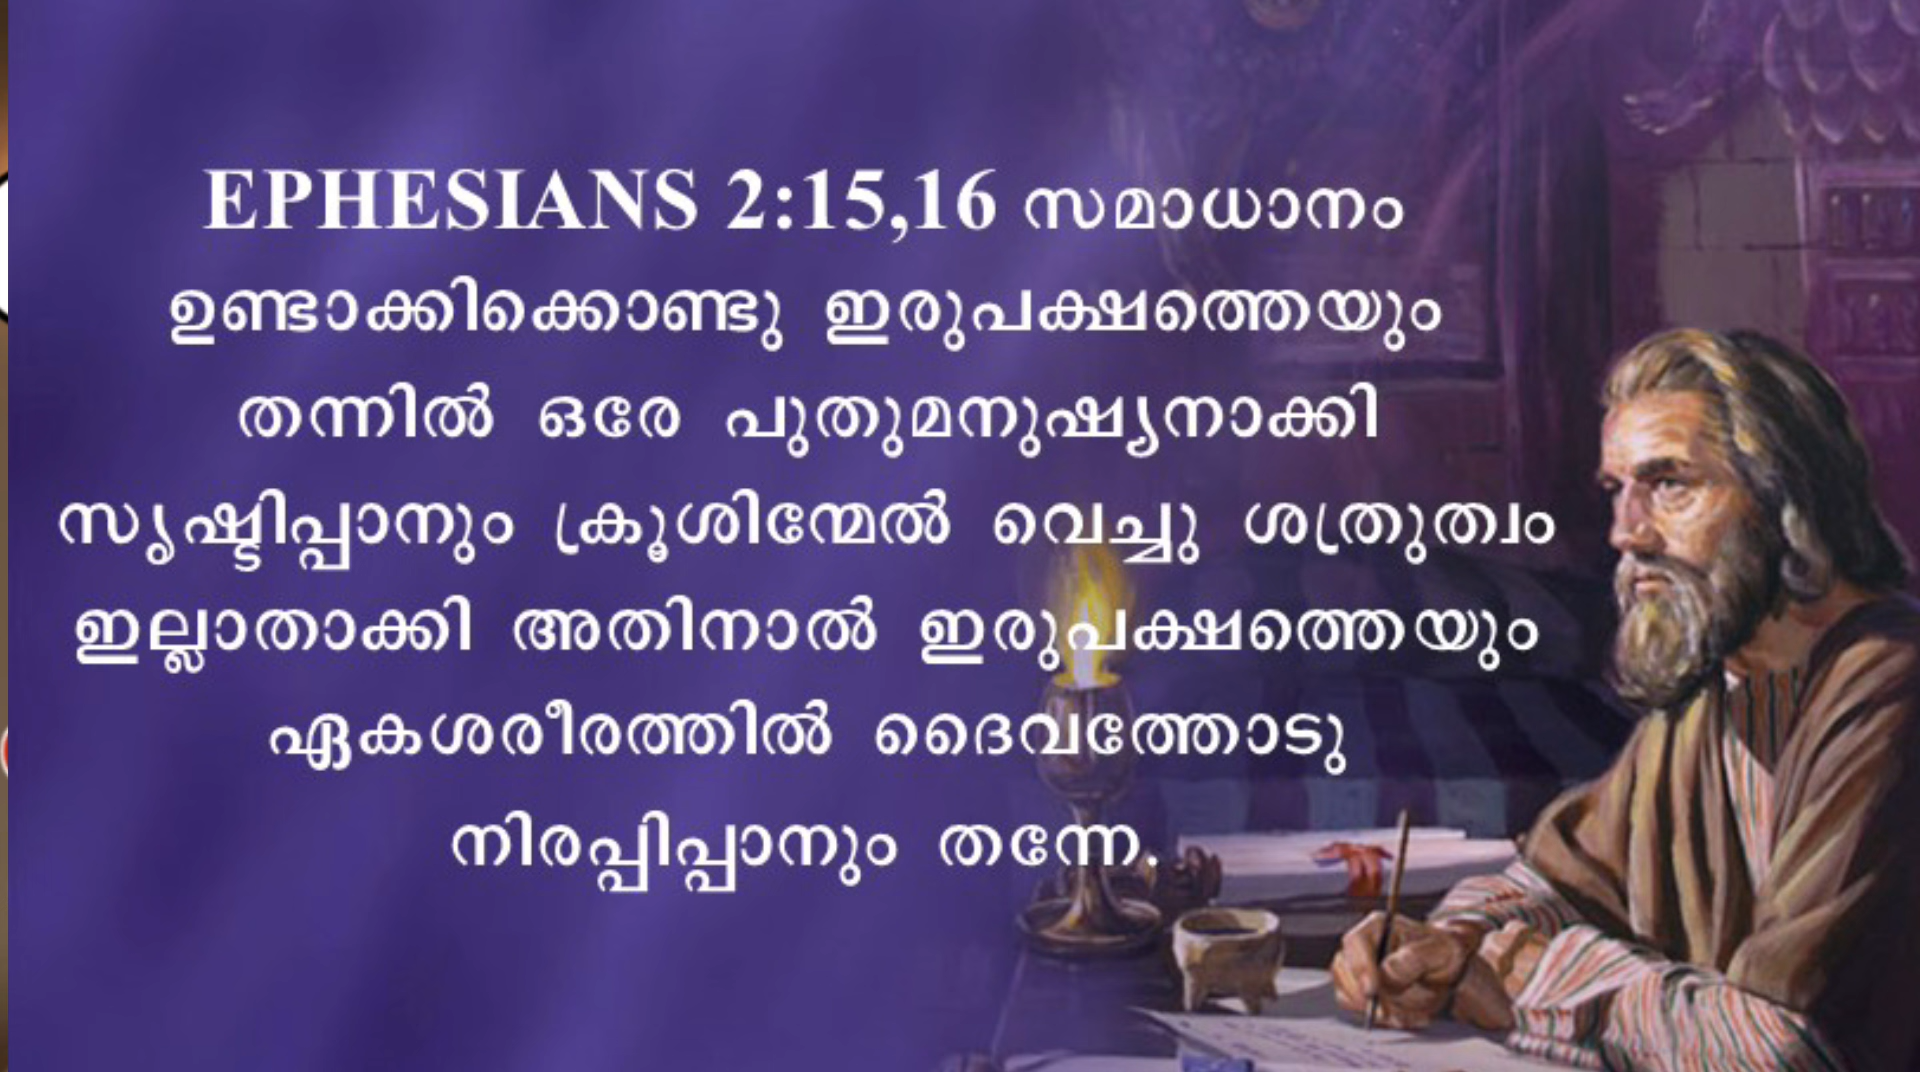 EPHESIANS 2:15,16 സമാധാനം
ഉണ്ടാക്കിക്കൊണ്ടു ഇരുപക്ഷത്തെയും
തന്നിൽ ഒരേ പുതുമനുഷ്യനാക്കി
സൃഷ്ടിപ്പാനും ക്രൂശിന്മേൽ വെച്ചു ശത്രുത്വം
ഇല്ലാതാക്കി അതിനാൽ ഇരുപക്ഷത്തെയും
ഏകശരീരത്തിൽ ദൈവത്തോടു
നിരപ്പിപ്പാനും തന്നേ.